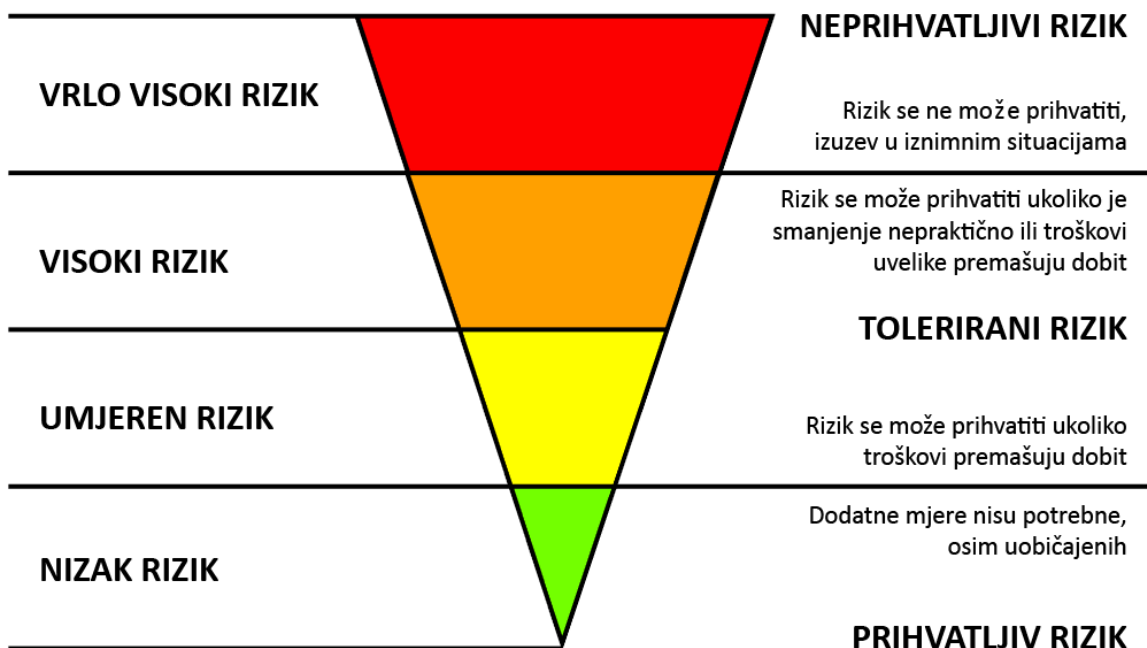 NEPRIHVATLJIVI RIZIK
VRLO VISOKI RIZIK
Rizik se ne može prihvatiti,
izuzev u iznimnim situacijama
VISOKI RIZIK
Rizik se može prihvatiti ukoliko je
smanjenje nepraktično ili troškovi
uvelike premašuju dobit
TOLERIRANI RIZIK
UMJEREN RIZIK
Rizik se može prihvatiti ukoliko
troškovi premašuju dobit
NIZAK RIZIK
Dodatne mjere nisu potrebne,
osim uobičajenih
PRIHVATLJIV RIZIK